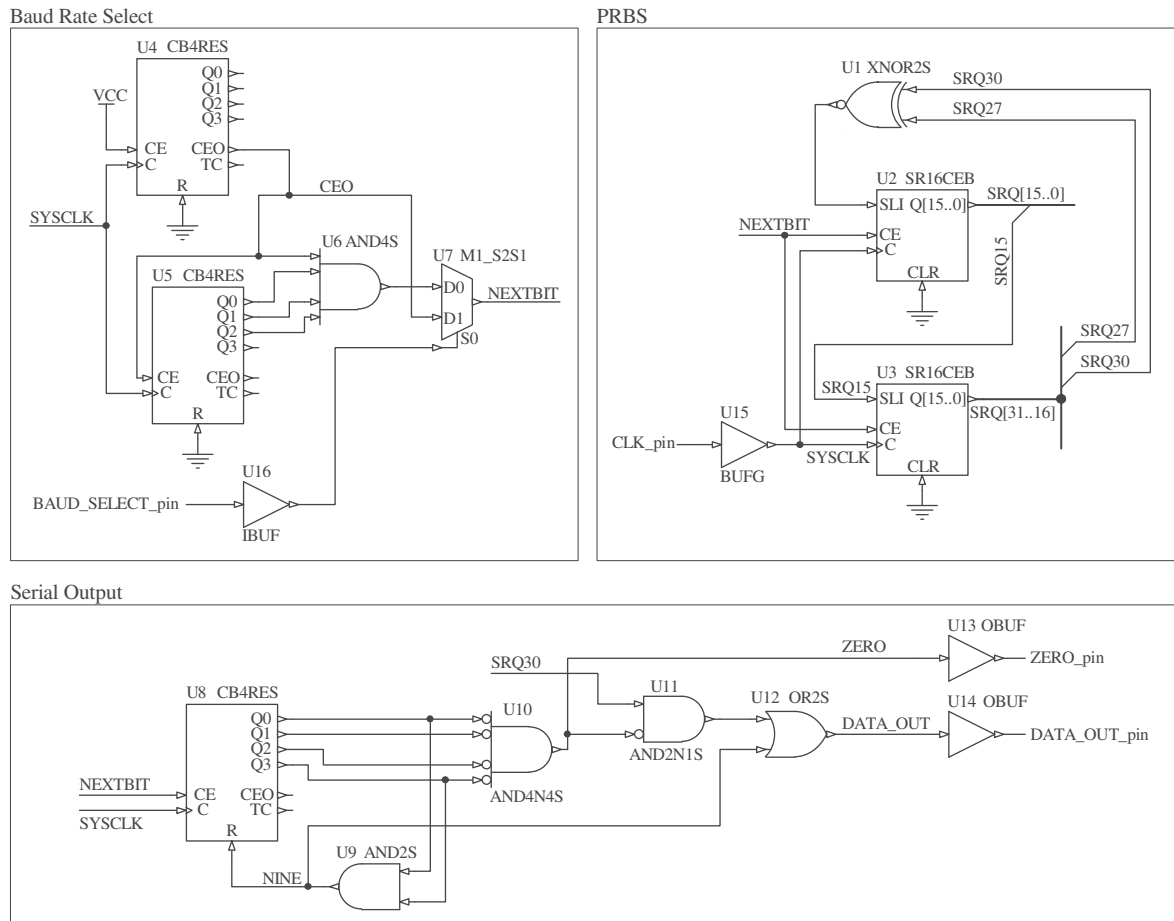 Baud Rate Select
U4 CB4RES
Q0
Q1
Q2
Q3
VCC
CE
CEO
C
TC
R
CEO
SYSCLK
U6 AND4S
U7 M1_S2S1
D0
D1
S0
NEXTBIT
U5 CB4RES
Q0
Q1
Q2
Q3
CE
CEO
C
TC
R
U16
BAUD_SELECT_pin
IBUF
PRBS
U1 XNOR2S
SRQ30
SRQ27
U2 SR16CEB
SLI Q[15..0]
SRQ[15..0]
NEXTBIT
CE
C
CLR
SRQ15
SRQ27
SRQ30
U3 SR16CEB
SRQ15
SLI Q[15..0]
SRQ[31..16]
U15
CE
CLK_pin
SYSCLK
C
BUFG
CLR
Serial Output
U8 CB4RES
Q0
Q1
Q2
Q3
NEXTBIT
CE
CEO
SYSCLK
C
TC
R
NINE
U9 AND2S
SRQ30
U10
AND4N4S
U11
AND2N1S
ZERO
U12 OR2S
DATA_OUT
U13 OBUF
ZERO_pin
U14 OBUF
DATA_OUT_pin